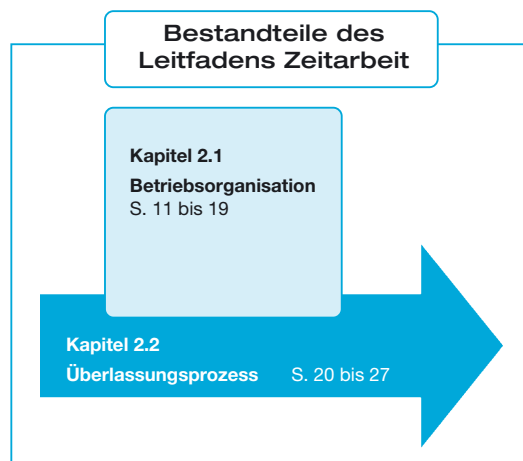 Bestandteile des
Leitfadens Zeitarbeit
Kapitel 2.1
Betriebsorganisation
S. 11 bis 19
Kapitel 2.2
Überlassungsprozess S. 20 bis 27